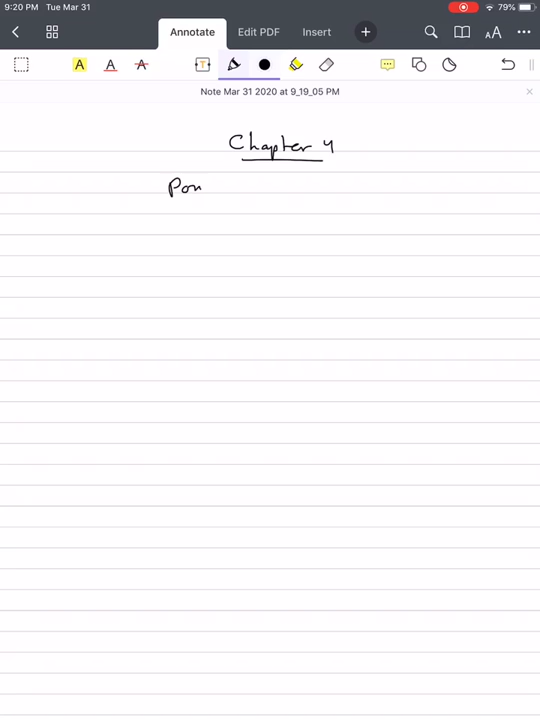 9:20 PM Tue Mar 31 79%
Annotate Edit PDF Insert
A A A T AA
Note Mar 31 2020 at 9_19_05 PM
Chapter 4
Pon